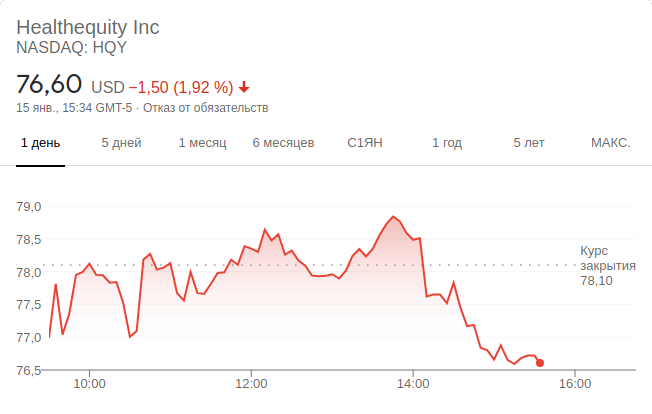 Healthequity Inc
NASDAQ: HQY
76,60 USD −1,50 (1,92 %)
15 янв., 15:34 GMT-5 · Отказ от обязательств
1 день 5 дней 1 месяц 6 месяцев С1ЯН 1 год 5 лет МАКС.
79,0
78,5
Курс
закрытия
78,10
78,0
77,5
77,0
76,5
10:00 12:00 14:00 16:00